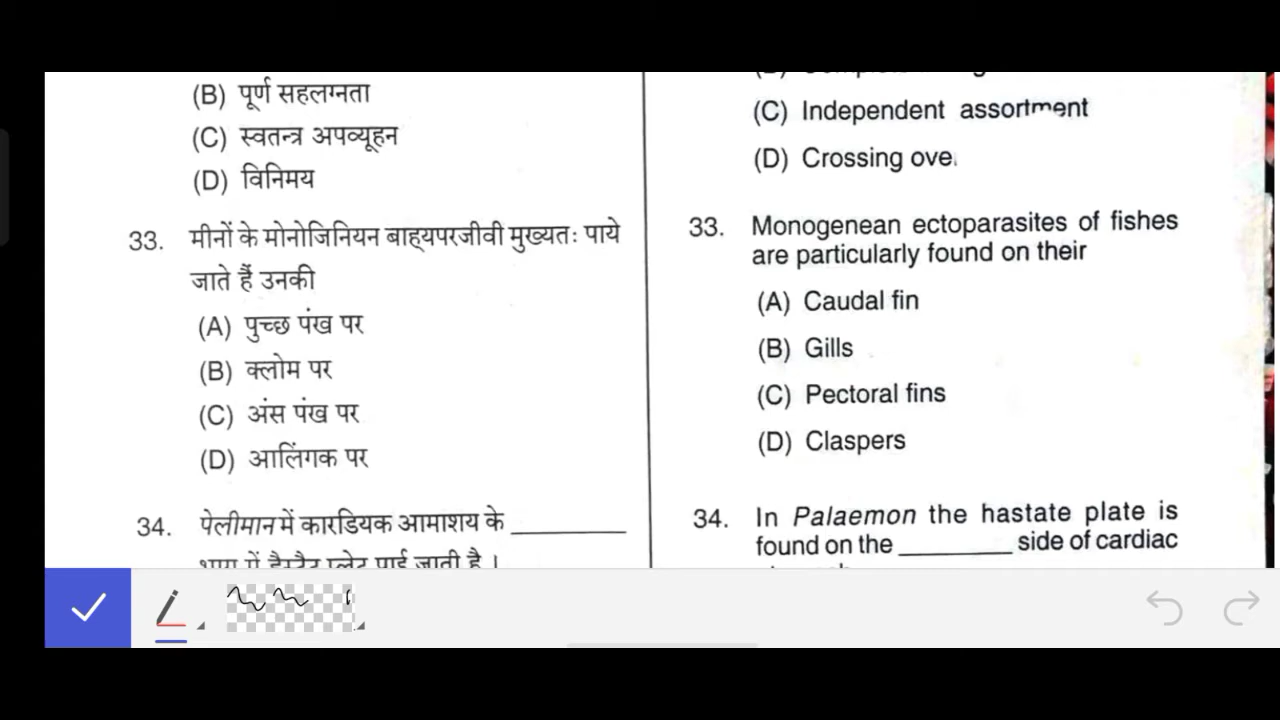 (B) पूर्ण सहलग्नता
(C) स्वतन्त्र अपव्यूहन
(D) विनिमय
33. मीनों के मोनोजिनियन बाह्यपरजीवी मुख्यतः पाये
जाते हैं उनकी
(A) पुच्छ पंख पर
(B) क्लोम पर
(C) अंस पंख पर
(D) आलिंगक पर
34. पेलीमान में कारडियक आमाशय के ________
भाग में हैस्टैट प्लेट पाई जाती है ।
(C) Independent assortment
(D) Crossing ove
33. Monogenean ectoparasites of fishes
are particularly found on their
(A) Caudal fin
(B) Gills
(C) Pectoral fins
(D) Claspers
34. In Palaemon the hastate plate is
found on the ________ side of cardiac